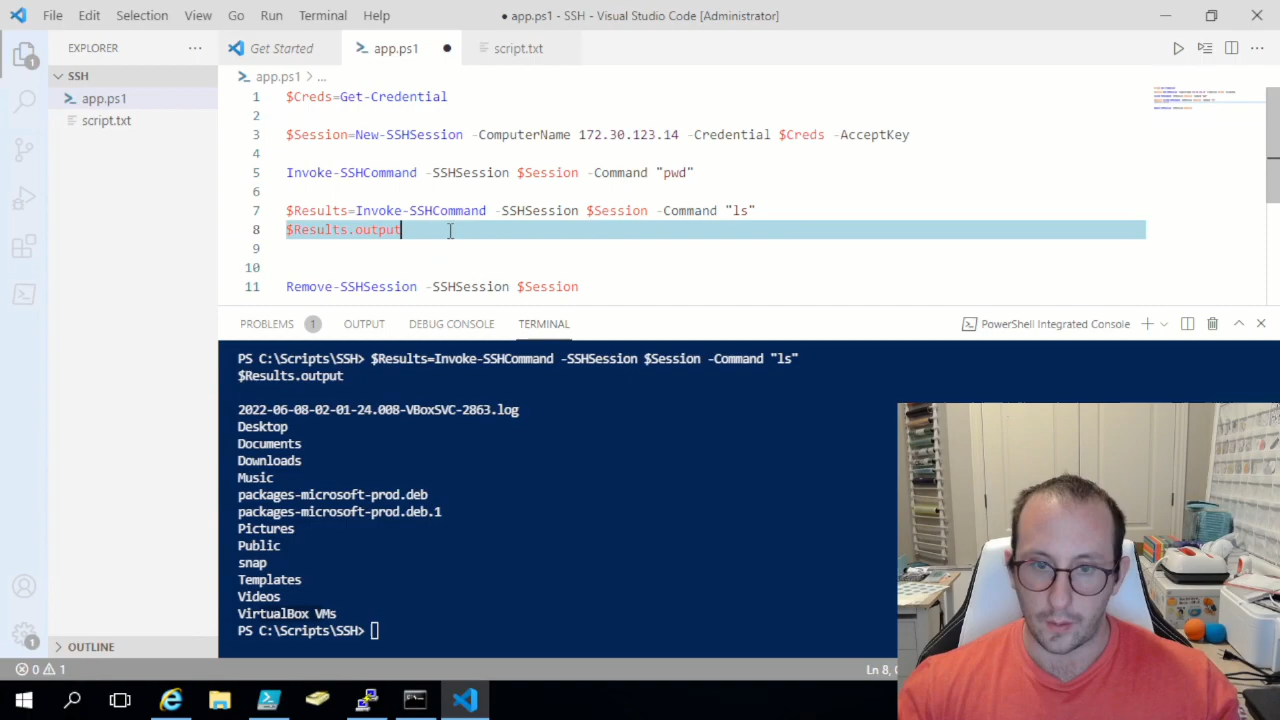 File Edit Selection View Go Run Terminal Help
● app.ps1 - SSH - Visual Studio Code [Administrator]
EXPLORER
SSH
app.ps1
script.txt
OUTLINE
1
1
Get Started
app.ps1
script.txt
app.ps1 > ...
1 $Creds=Get-Credential
2
3 $Session=New-SSHSession -ComputerName 172.30.123.14 -Credential $Creds -AcceptKey
4
5 Invoke-SSHCommand -SSHSession $Session -Command "pwd"
6
7 $Results=Invoke-SSHCommand -SSHSession $Session -Command "ls"
8 $Results.output
9
10
11 Remove-SSHSession -SSHSession $Session
PROBLEMS 1 OUTPUT DEBUG CONSOLE TERMINAL
PowerShell Integrated Console
PS C:\Scripts\SSH> $Results=Invoke-SSHCommand -SSHSession $Session -Command "ls"
$Results.output
2022-06-08-02-01-24.008-VBoxSVC-2863.log
Desktop
Documents
Downloads
Music
packages-microsoft-prod.deb
packages-microsoft-prod.deb.1
Pictures
Public
snap
Templates
Videos
VirtualBox VMs
PS C:\Scripts\SSH>
0 1
Ln 8,